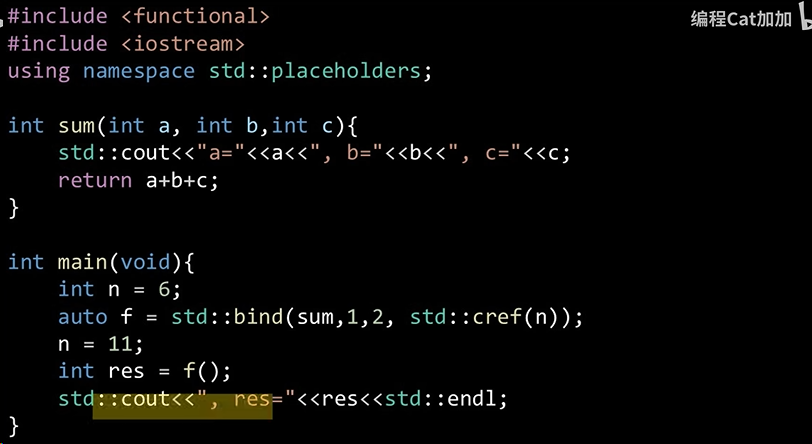 #include <functional>
编程Cat加加
#include <iostream>
using namespace std::placeholders;
int sum(int a, int b,int c){
std::cout<<"a="<<a<<", b="<<b<<", c="<<c;
return a+b+c;
}
int main(void){
int n = 6;
auto f = std::bind(sum,1,2, std::cref(n));
n = 11;
int res = f();
std::cout<<", res="<<res<<std::endl;
}